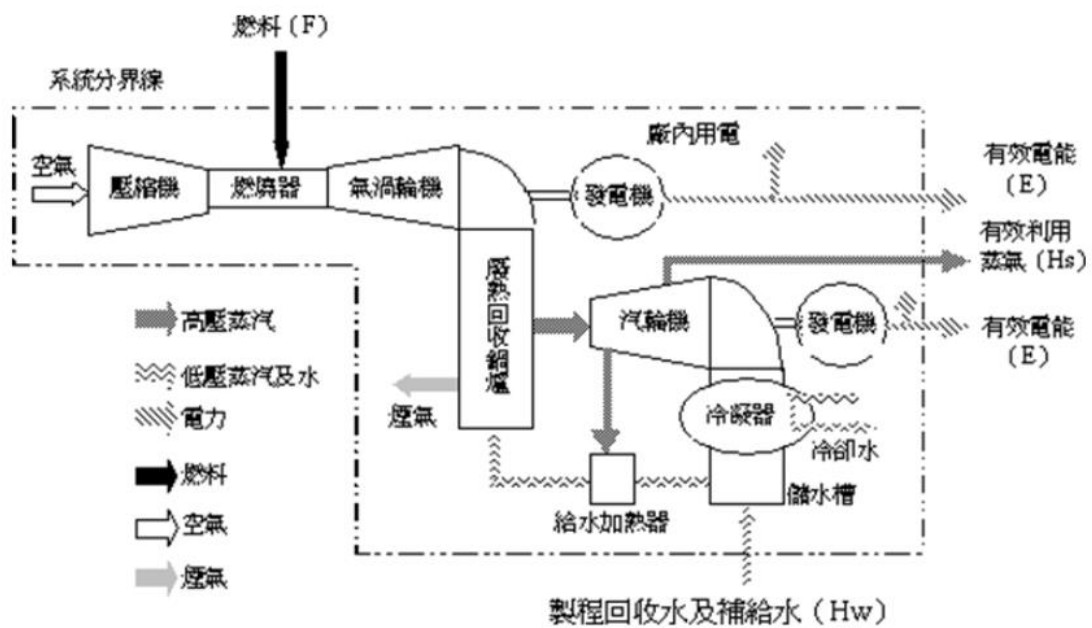 燃料(F)
系統分界線
廠內用電
空氣
壓縮機
燃燒器
氣渦輪機
發電機
有效電能
(E)
有效利用
蒸氣(Hs)
廢熱回收鍋爐
汽輪機
發電機
有效電能
(E)
高壓蒸汽
低壓蒸汽及水
電力
燃料
空氣
煙氣
煙氣
冷凝器
冷卻水
儲水槽
給水加熱器
製程回收水及補給水(Hw)